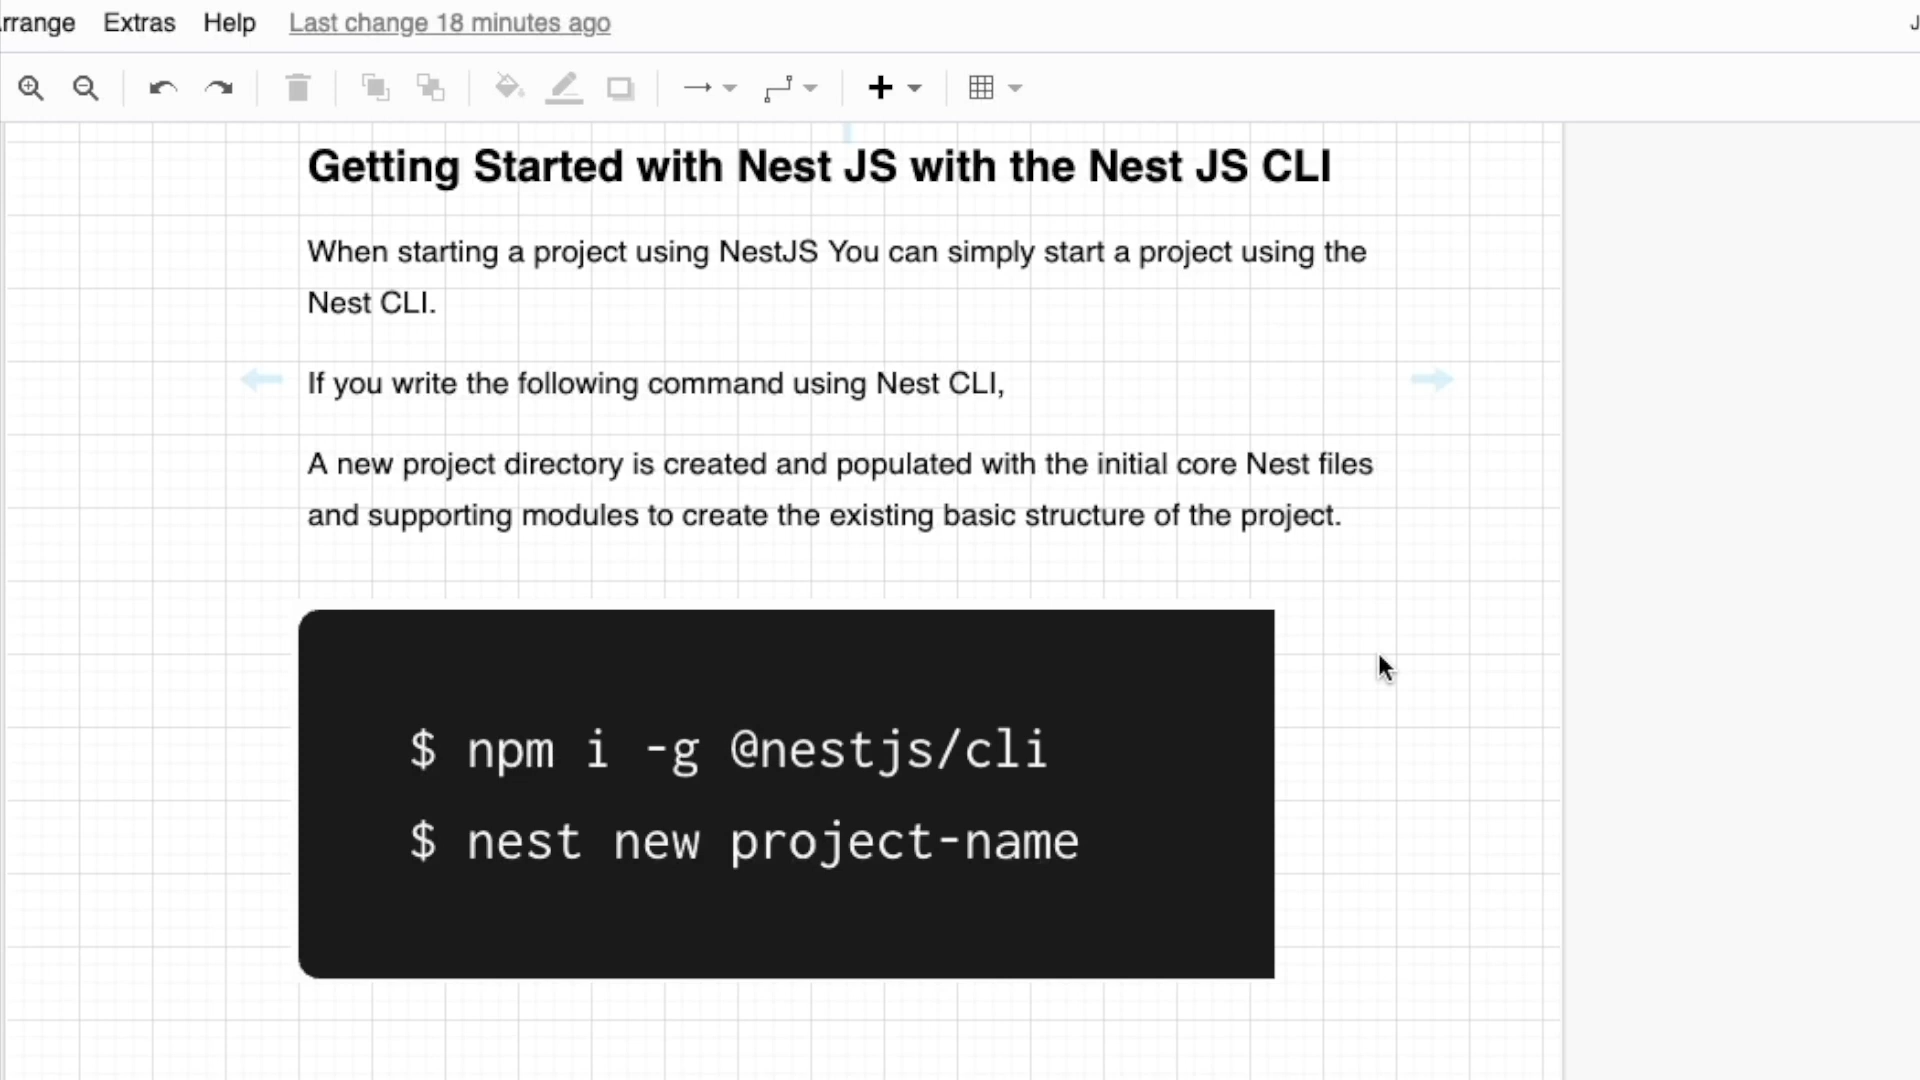 Extras Help Last change 18 minutes ago
Getting Started with Nest JS with the Nest JS CLI
When starting a project using NestJS You can simply start a project using the
Nest CLI.
If you write the following command using Nest CLI,
A new project directory is created and populated with the initial core Nest files
and supporting modules to create the existing basic structure of the project.
$ npm i -g @nestjs/cli
$ nest new project-name